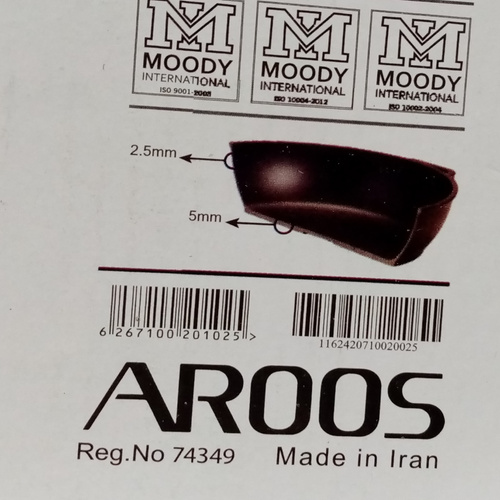 MOODY
INTERNATIONAL
ISO 9001-2008
MOODY
INTERNATIONAL
ISO 10004-2012
MOODY
INTERNATIONAL
ISO 10002-2004
2.5mm
5mm
6 267100 201025 >
1162420710020025
AROOS
Reg.No 74349 Made in Iran